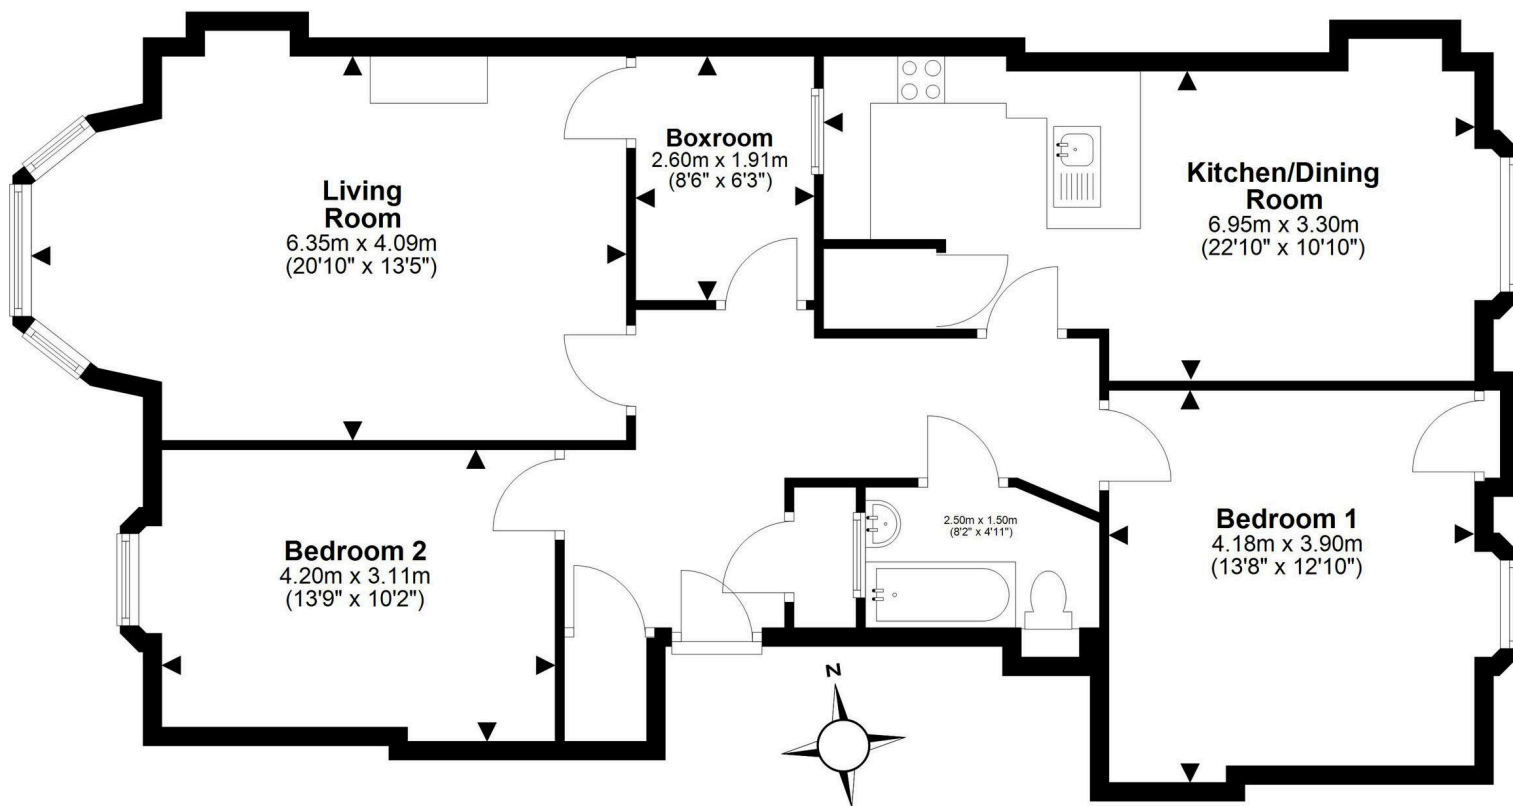 Living
Room
6.35m x 4.09m
(20'10" x 13'5")
Boxroom
2.60m x 1.91m
(8'6" x 6'3")
Kitchen/Dining
Room
6.95m x 3.30m
(22'10" x 10'10")
Bedroom 2
4.20m x 3.11m
(13'9" x 10'2")
2.50m x 1.50m
(8'2" x 4'11")
Bedroom 1
4.18m x 3.90m
(13'8" x 12'10")
N